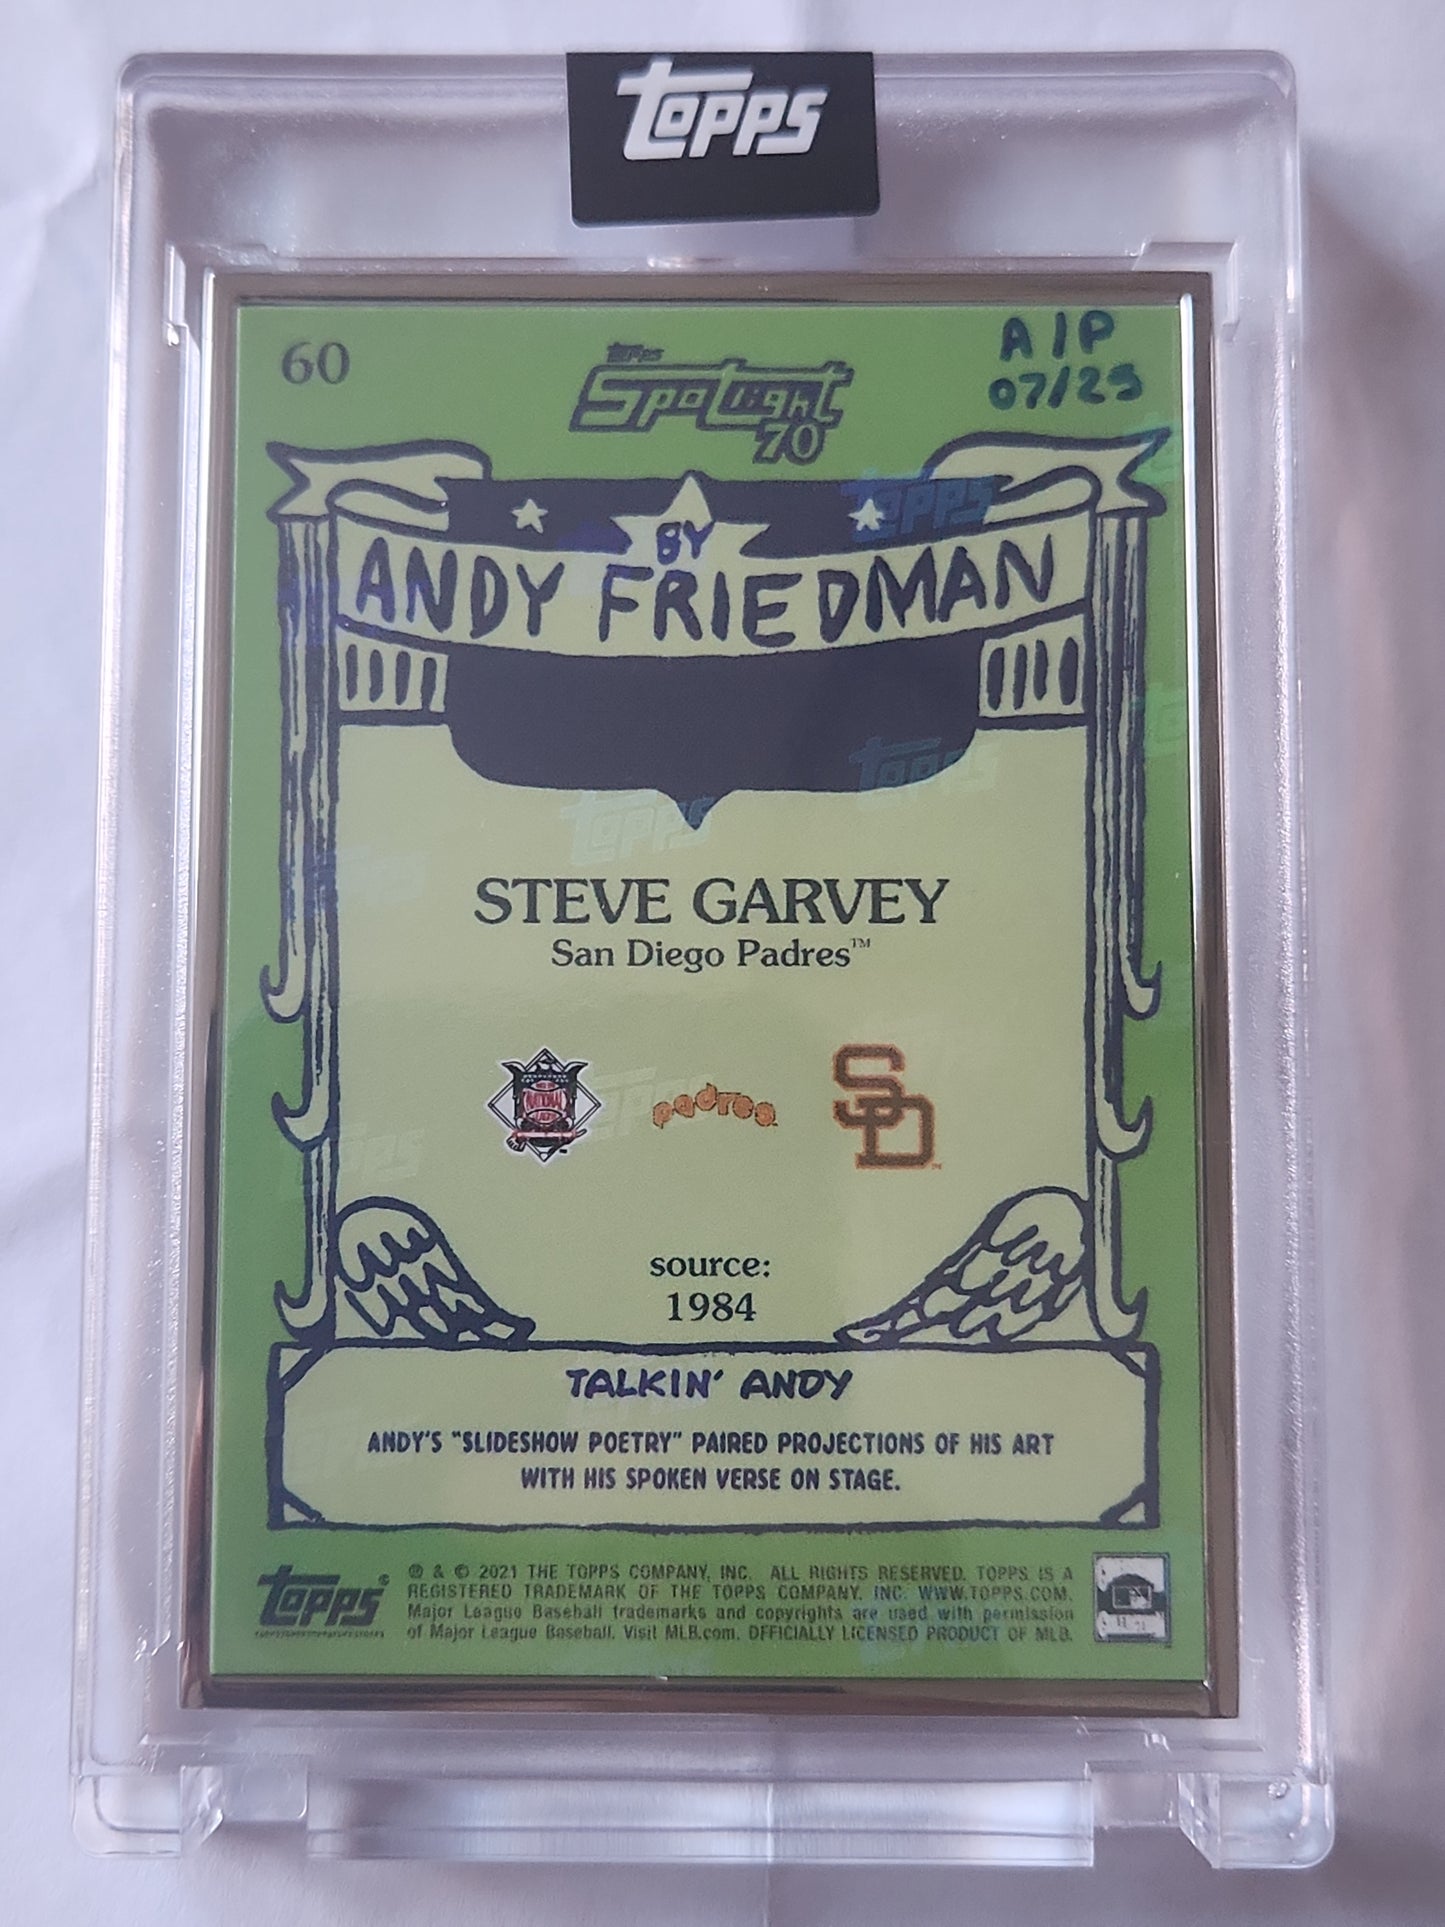 topps
60
topps
Spotlight
70
A/P
07/25
BY
ANDY FRIEDMAN
STEVE GARVEY
San Diego Padres™
NATIONAL
padres
SD
source:
1984
TALKIN' ANDY
ANDY'S "SLIDESHOW POETRY" PAIRED PROJECTIONS OF HIS ART
WITH HIS SPOKEN VERSE ON STAGE.
topps®
® & © 2021 THE TOPPS COMPANY, INC. ALL RIGHTS RESERVED. TOPPS IS A
REGISTERED TRADEMARK OF THE TOPPS COMPANY, INC. WWW.TOPPS.COM.
Major League Baseball trademarks and copyrights are used with permission
of Major League Baseball. Visit MLB.com. OFFICIALLY LICENSED PRODUCT OF MLB.